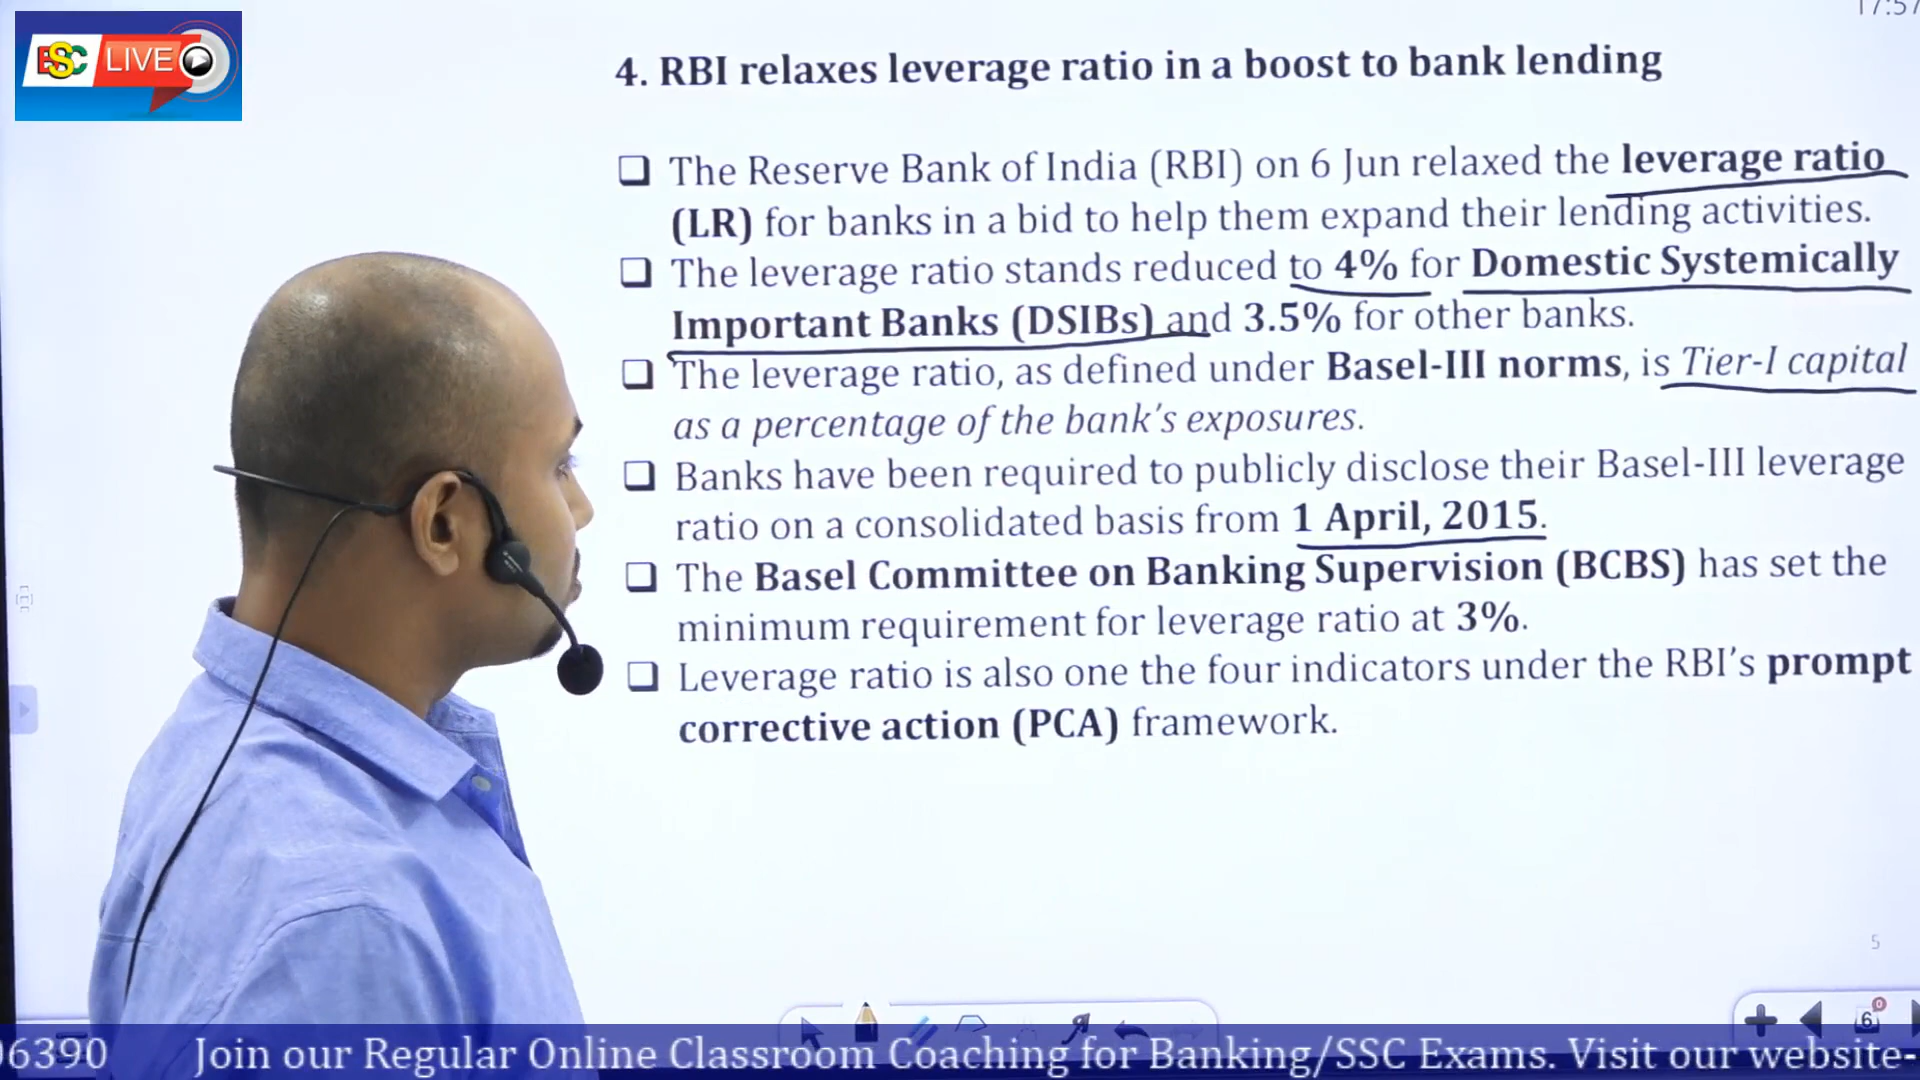 17:57
ESC LIVE
4. RBI relaxes leverage ratio in a boost to bank lending
The Reserve Bank of India (RBI) on 6 Jun relaxed the leverage ratio
(LR) for banks in a bid to help them expand their lending activities.
The leverage ratio stands reduced to 4% for Domestic Systemically
Important Banks (DSIBs) and 3.5% for other banks.
The leverage ratio, as defined under Basel-III norms, is Tier-I capital
as a percentage of the bank's exposures.
Banks have been required to publicly disclose their Basel-III leverage
ratio on a consolidated basis from 1 April, 2015.
The Basel Committee on Banking Supervision (BCBS) has set the
minimum requirement for leverage ratio at 3%.
Leverage ratio is also one the four indicators under the RBI's prompt
corrective action (PCA) framework.
5
6
0
06390 Join our Regular Online Classroom Coaching for Banking/SSC Exams. Visit our website-